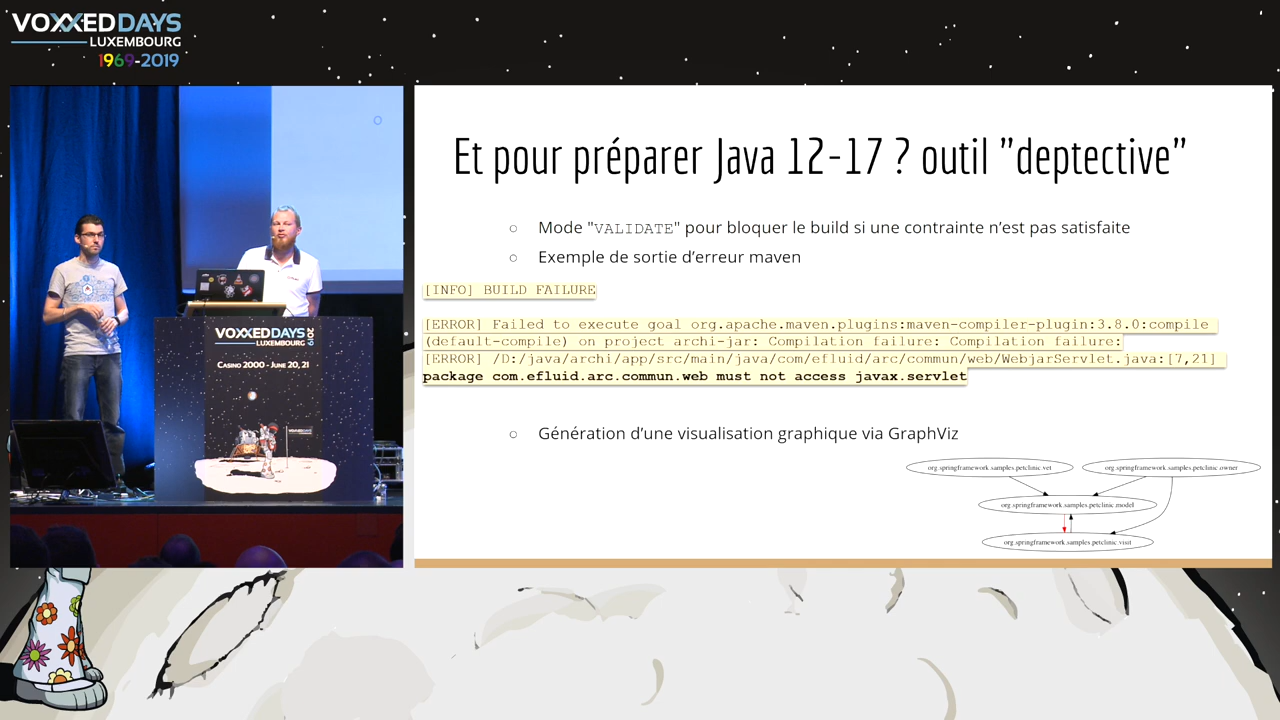 VOXXEDDAYS
LUXEMBOURG
1969-2019
Et pour préparer Java 12-17 ? outil "deptective"
○ Mode "VALIDATE" pour bloquer le build si une contrainte n’est pas satisfaite
○ Exemple de sortie d’erreur maven
[INFO] BUILD FAILURE
[ERROR] Failed to execute goal org.apache.maven.plugins:maven-compiler-plugin:3.8.0:compile
(default-compile) on project archi-jar: Compilation failure: Compilation failure:
[ERROR] /D:/java/archi/app/src/main/java/com/efluid/arc/commun/web/WebjarServlet.java:[7,21]
package com.efluid.arc.commun.web must not access javax.servlet
○ Génération d’une visualisation graphique via GraphViz
org.springframework.samples.petclinic.vet
org.springframework.samples.petclinic.owner
org.springframework.samples.petclinic.model
org.springframework.samples.petclinic.visit
VOXXEDDAYS
LUXEMBOURG
2019
CASINO 2000 - JUNE 20, 21